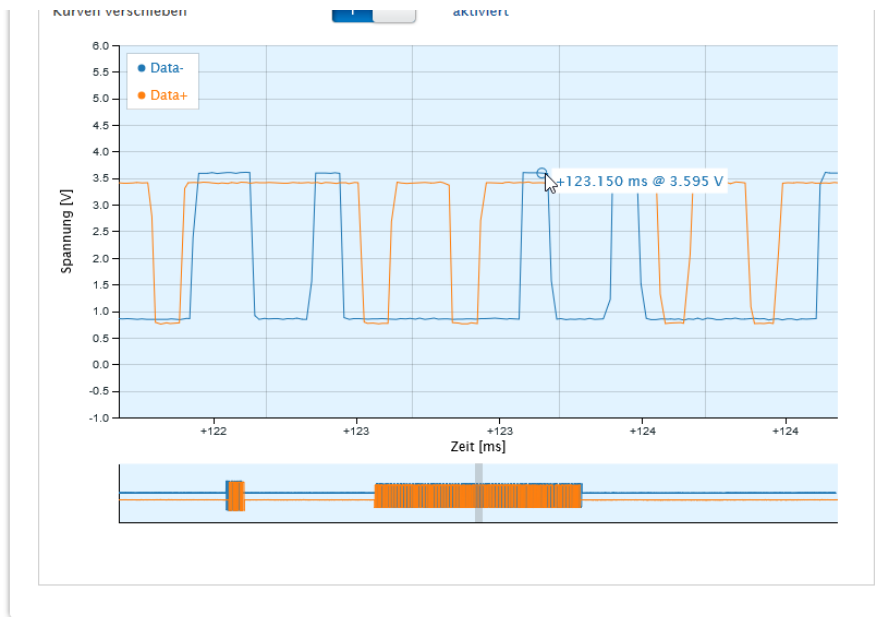 Kurven verschieben
I
aktiviert
6.0
Data-
5.5
Data+
5.0
4.5
4.0
3.5
+123.150 ms @ 3.595 V
3.0
2.5
2.0
1.5
1.0
0.5
0.0
-0.5
-1.0
Spannung [V]
+122 +123 +123 +124 +124
Zeit [ms]